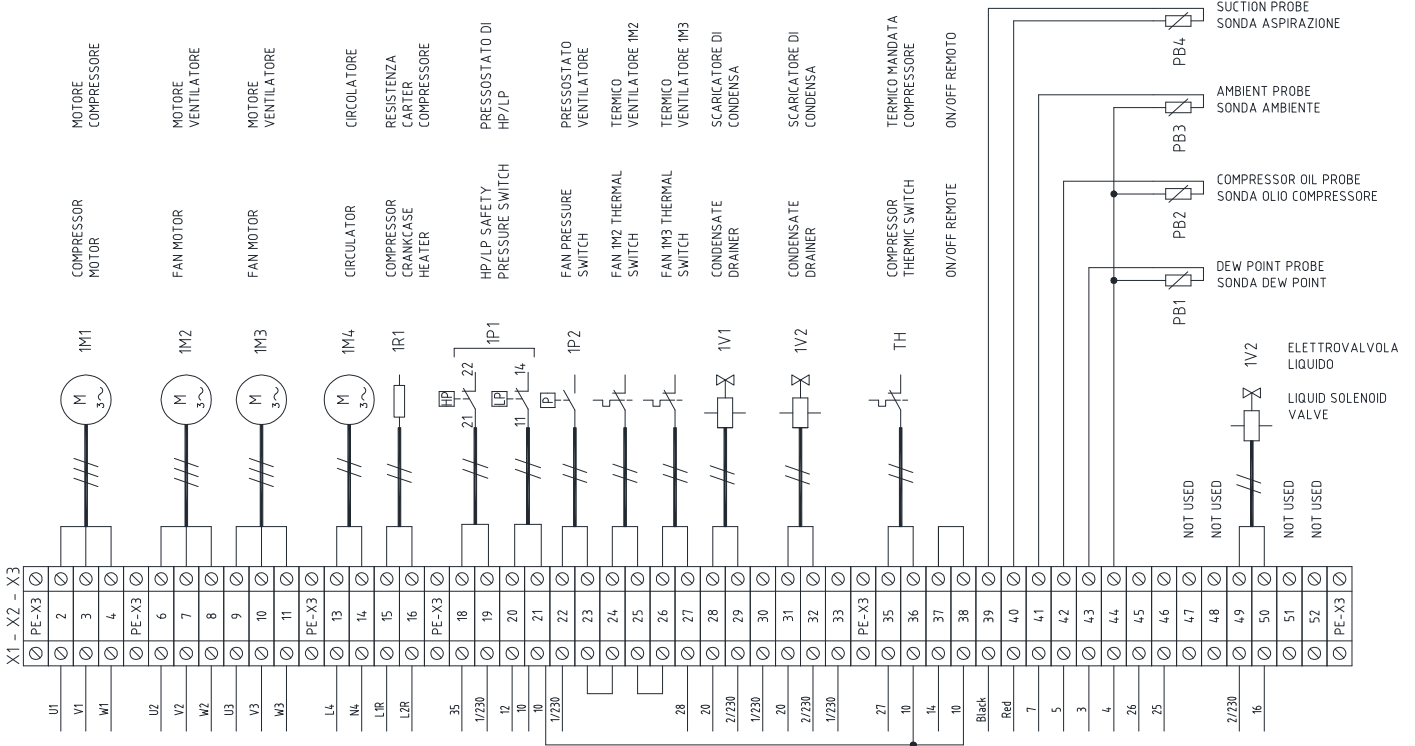 MOTORE
COMPRESSORE
MOTORE
VENTILATORE
MOTORE
VENTILATORE
CIRCOLATORE
RESISTENZA
CARTER
COMPRESSORE
PRESSOSTATO DI
HP/LP
PRESSOSTATO
VENTILATORE
TERMICO
VENTILATORE 1M2
TERMICO
VENTILATORE 1M3
SCARICATORE DI
CONDENSA
SCARICATORE DI
CONDENSA
TERMICO MANDATA
COMPRESSORE
ON/OFF REMOTO
COMPRESSOR
MOTOR
FAN MOTOR
FAN MOTOR
CIRCULATOR
COMPRESSOR
CRANKCASE
HEATER
HP/LP SAFETY
PRESSURE SWITCH
FAN PRESSURE
SWITCH
FAN 1M2 THERMAL
SWITCH
FAN 1M3 THERMAL
SWITCH
CONDENSATE
DRAINER
CONDENSATE
DRAINER
COMPRESSOR
THERMIC SWITCH
ON/OFF REMOTE
SUCTION PROBE
SONDA ASPIRAZIONE
PB4
AMBIENT PROBE
SONDA AMBIENTE
PB3
COMPRESSOR OIL PROBE
SONDA OLIO COMPRESSORE
PB2
DEW POINT PROBE
SONDA DEW POINT
PB1
1M1
1M2
1M3
1M4
1R1
1P1
1P2
1V1
1V2
TH
1V2
ELETTROVALVOLA
LIQUIDO
LIQUID SOLENOID
VALVE
M
3~
M
3~
M
3~
M
3~
HP
22
21
LP
14
11
P
NOT USED
NOT USED
NOT USED
NOT USED
X1 - X2 - X3
PE-X3
2
3
4
PE-X3
6
7
8
9
10
11
PE-X3
13
14
15
16
PE-X3
18
19
20
21
22
23
24
25
26
27
28
29
30
31
32
33
PE-X3
35
36
37
38
39
40
41
42
43
44
45
46
47
48
49
50
51
52
PE-X3
U1
V1
W1
U2
V2
W2
U3
V3
W3
L4
N4
L1R
L2R
35
1/230
12
10
10
1/230
28
20
2/230
1/230
20
2/230
1/230
27
10
14
10
Black
Red
7
5
3
4
26
25
2/230
16